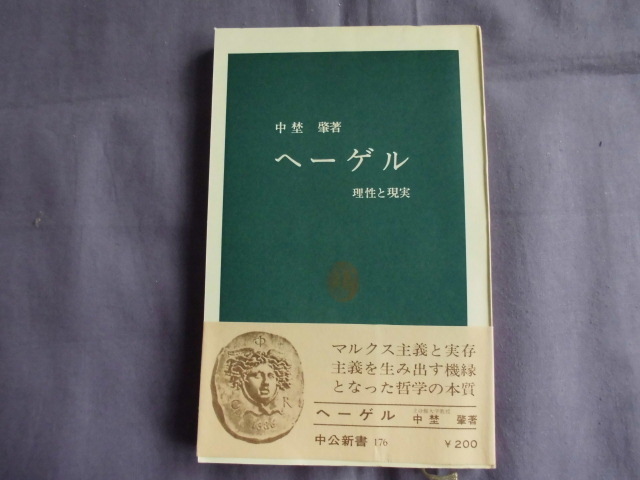 中埜 肇著
ヘーゲル
理性と現実
マルクス主義と実存
主義を生み出す機縁
となった哲学の本質
ヘーゲル 中埜 肇著
中公新書 176 ￥200